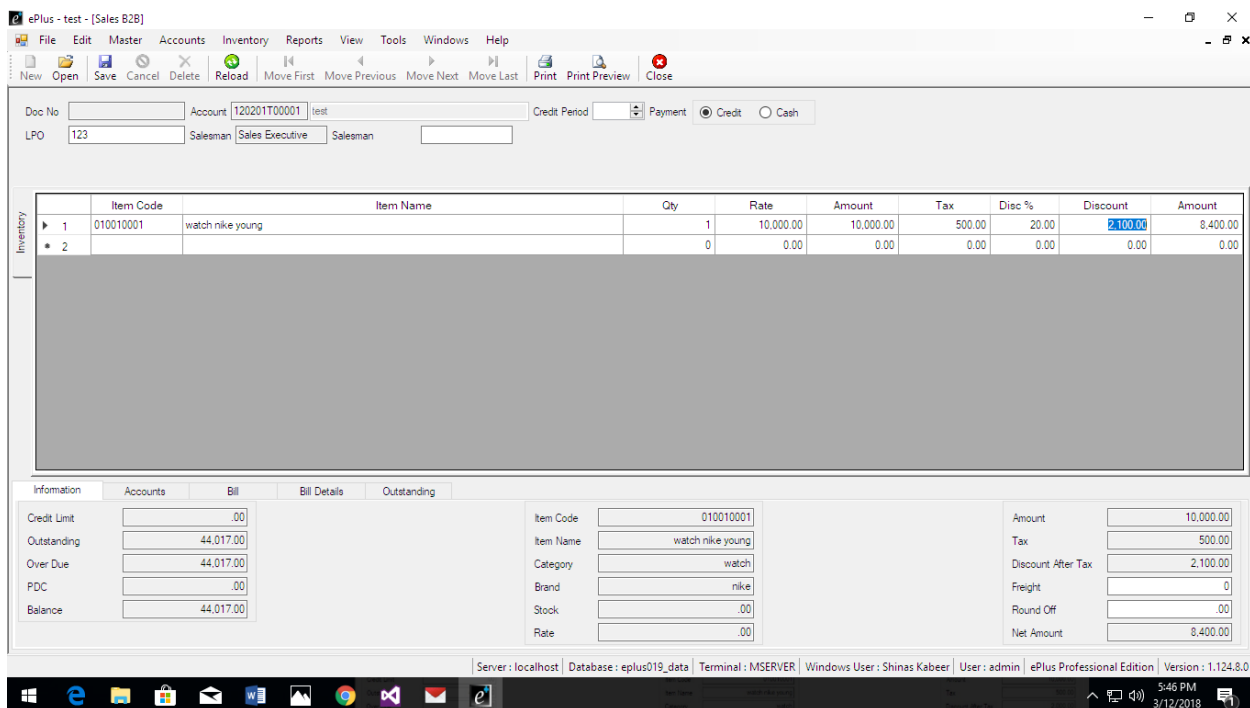 ePlus - test - [Sales B2B]
File Edit Master Accounts Inventory Reports View Tools Windows Help
New Open Save Cancel Delete Reload Move First Move Previous Move Next Move Last Print Print Preview Close
Doc No Account 120201T00001 test Credit Period Payment Credit Cash
LPO 123 Salesman Sales Executive Salesman
Inventory
Item Code Item Name Qty Rate Amount Tax Disc % Discount Amount
1 010010001 watch nike young 1 10,000.00 10,000.00 500.00 20.00 2,100.00 8,400.00
* 2 0 0.00 0.00 0.00 0.00 0.00 0.00
Information Accounts Bill Bill Details Outstanding
Credit Limit .00 Item Code 010010001 Amount 10,000.00
Outstanding 44,017.00 Item Name watch nike young Tax 500.00
Over Due 44,017.00 Category watch Discount After Tax 2,100.00
PDC .00 Brand nike Freight 0
Balance 44,017.00 Stock .00 Round Off .00
Rate .00 Net Amount 8,400.00
Server : localhost Database : eplus019_data Terminal : MSERVER Windows User : Shinas Kabeer User : admin ePlus Professional Edition Version : 1.124.8.0
5:46 PM
3/12/2018